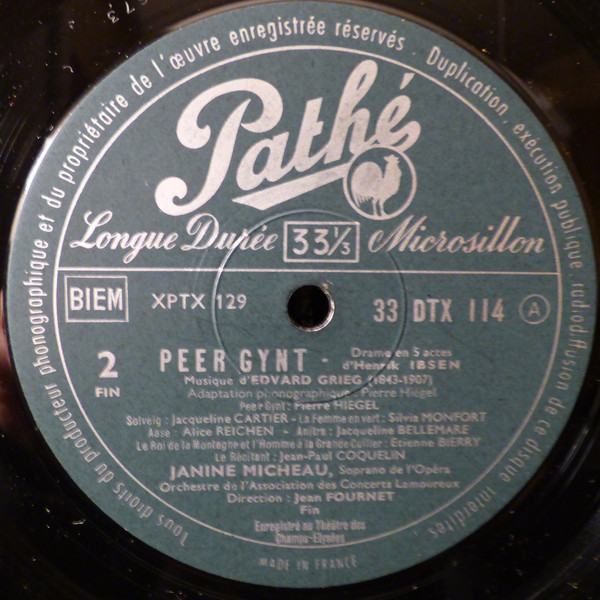 Tous droits du producteur phonographique et du propriétaire de l'œuvre enregistrée réservés. Duplication, exécution publique, radiodiffusion de ce disque interdites.
Pathé
Longue Durée 33⅓ Microsillon
BIEM XPTX 129 33 DTX 114 A
2
FIN
PEER GYNT - Drame en 5 actes
d'Henrik IBSEN
Musique d'EDVARD GRIEG (1843-1907)
Adaptation phonographique : Pierre Hiégel
Peer Gynt : Pierre HIEGEL
Solveig : Jacqueline CARTIER - La Femme en vert : Silvia MONFORT
Aase : Alice REICHEN - Anitra : Jacqueline BELLEMARE
Le Roi de la Montagne et l'Homme à la Grande Cuiller : Etienne BIERRY
Le Récitant : Jean-Paul COQUELIN
JANINE MICHEAU, Soprano de l'Opéra
Orchestre de l'Association des Concerts Lamoureux
Direction : Jean FOURNET
Fin
Enregistré au Théâtre des
Champs-Elysées
MADE IN FRANCE